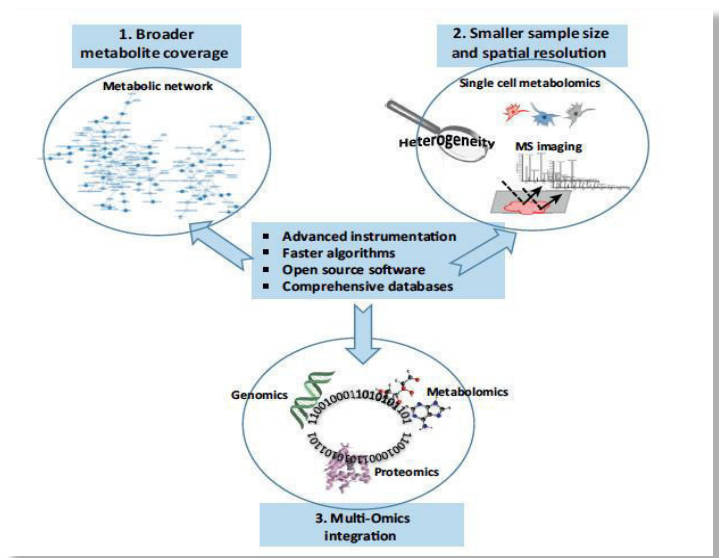 1. Broader
metabolite coverage
Metabolic network
2. Smaller sample size
and spatial resolution
Single cell metabolomics
Heterogeneity
MS imaging
▪ Advanced instrumentation
▪ Faster algorithms
▪ Open source software
▪ Comprehensive databases
Genomics
Metabolomics
Proteomics
3. Multi-Omics
integration